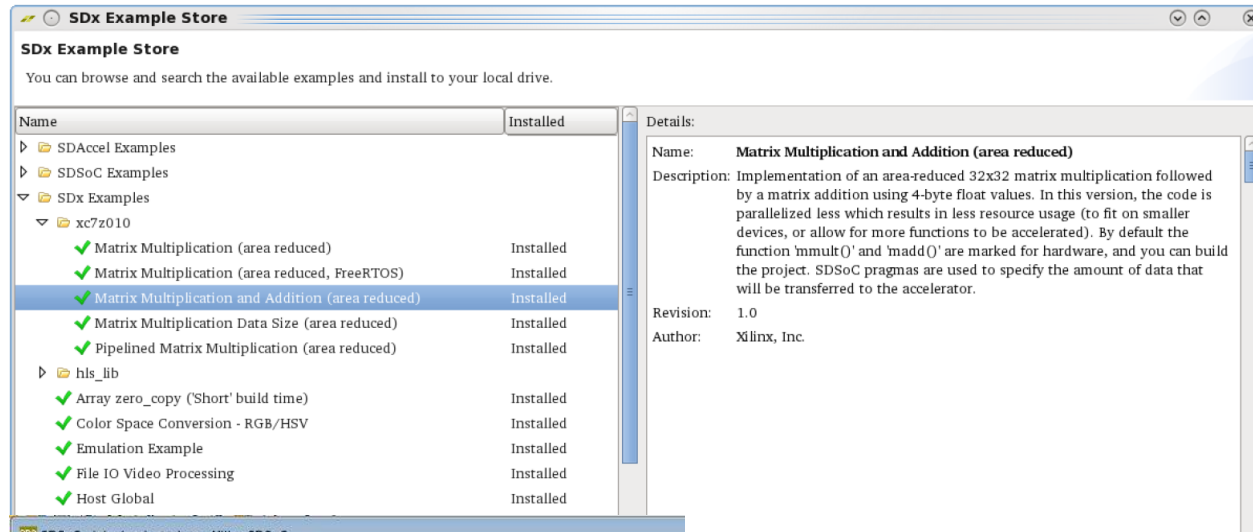 SDx Example Store
SDx Example Store
You can browse and search the available examples and install to your local drive.
Name Installed
SDAccel Examples
SDSoC Examples
SDx Examples
xc7z010
Matrix Multiplication (area reduced) Installed
Matrix Multiplication (area reduced, FreeRTOS) Installed
Matrix Multiplication and Addition (area reduced) Installed
Matrix Multiplication Data Size (area reduced) Installed
Pipelined Matrix Multiplication (area reduced) Installed
hls_lib
Array zero_copy ('Short' build time) Installed
Color Space Conversion - RGB/HSV Installed
Emulation Example Installed
File IO Video Processing Installed
Host Global Installed
Details:
Name: Matrix Multiplication and Addition (area reduced)
Description: Implementation of an area-reduced 32x32 matrix multiplication followed
by a matrix addition using 4-byte float values. In this version, the code is
parallelized less which results in less resource usage (to fit on smaller
devices, or allow for more functions to be accelerated). By default the
function 'mmult()' and 'madd()' are marked for hardware, and you can build
the project. SDSoC pragmas are used to specify the amount of data that
will be transferred to the accelerator.
Revision: 1.0
Author: Xilinx, Inc.